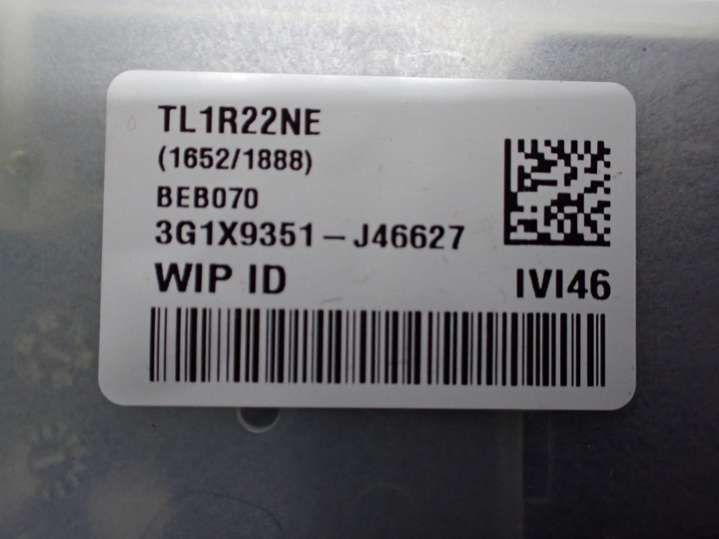 TL1R22NE
(1652/1888)
BEB070
3G1X9351-J46627
WIP ID IVI46